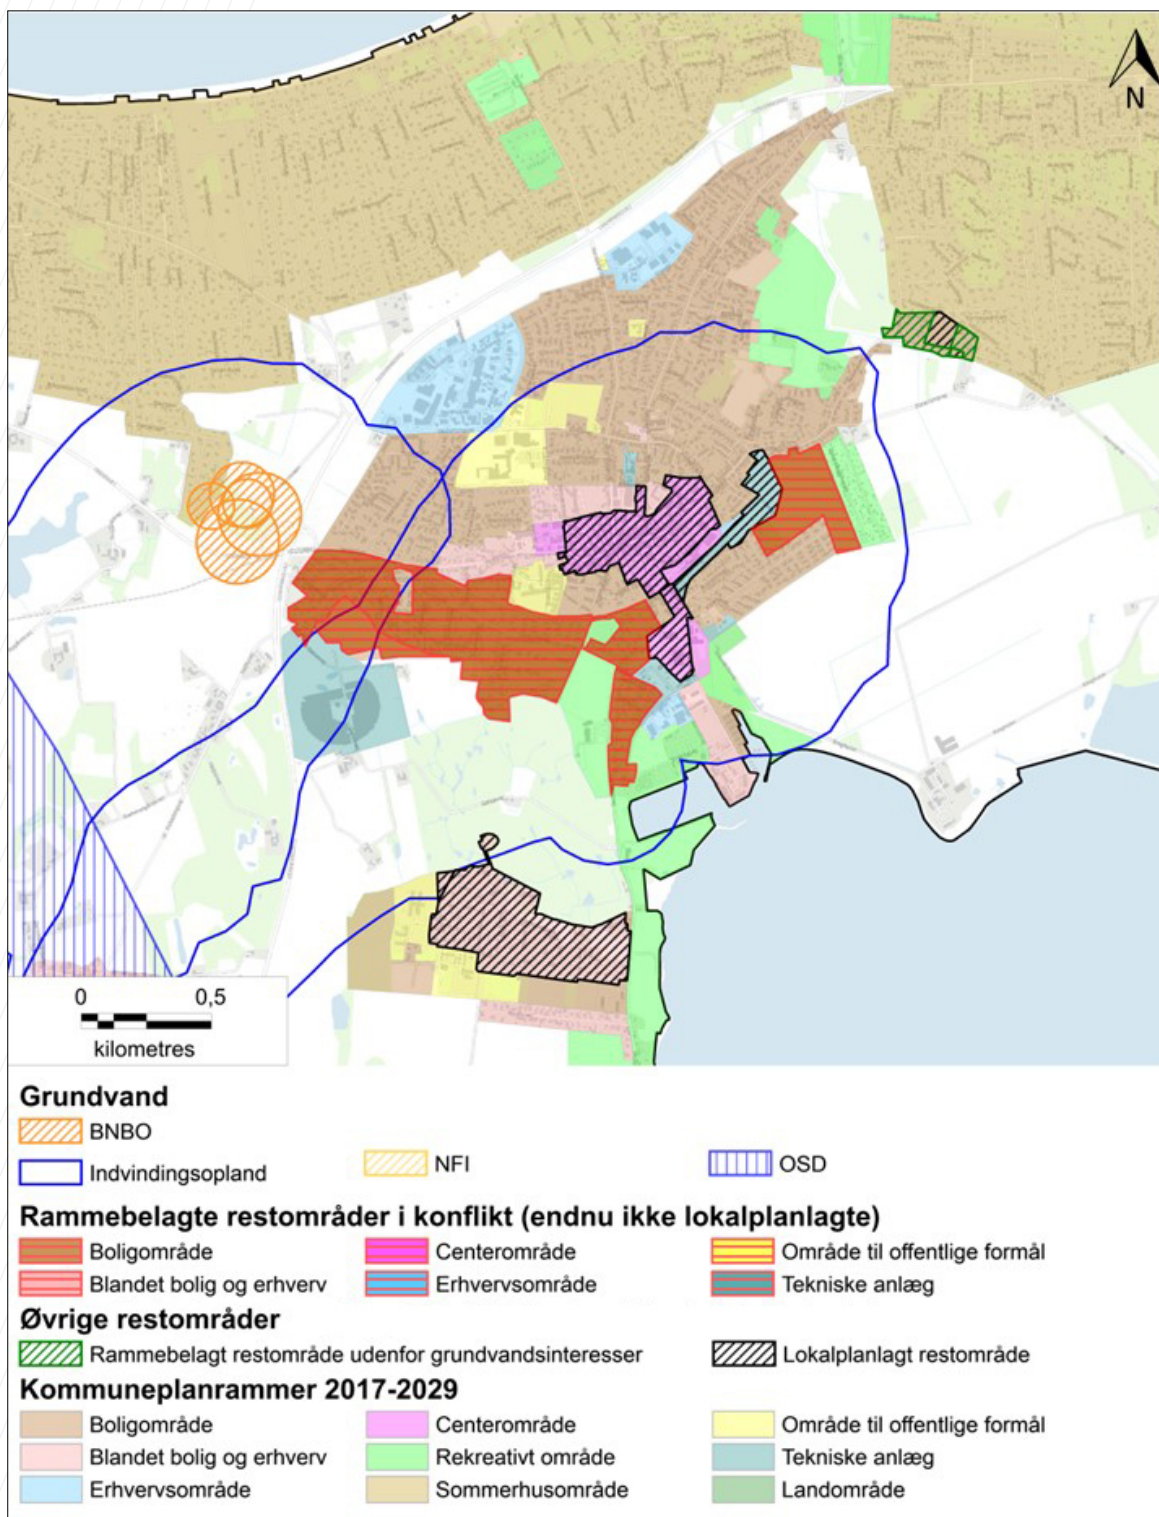 N
0 0,5
kilometres
Grundvand
BNBO
Indvindingsopland NFI OSD
Rammebelagte restområder i konflikt (endnu ikke lokalplanlagte)
Boligområde Centerområde Område til offentlige formål
Blandet bolig og erhverv Erhvervsområde Tekniske anlæg
Øvrige restområder
Rammebelagt restområde udenfor grundvandsinteresser Lokalplanlagt restområde
Kommuneplanrammer 2017-2029
Boligområde Centerområde Område til offentlige formål
Blandet bolig og erhverv Rekreativt område Tekniske anlæg
Erhvervsområde Sommerhusområde Landområde